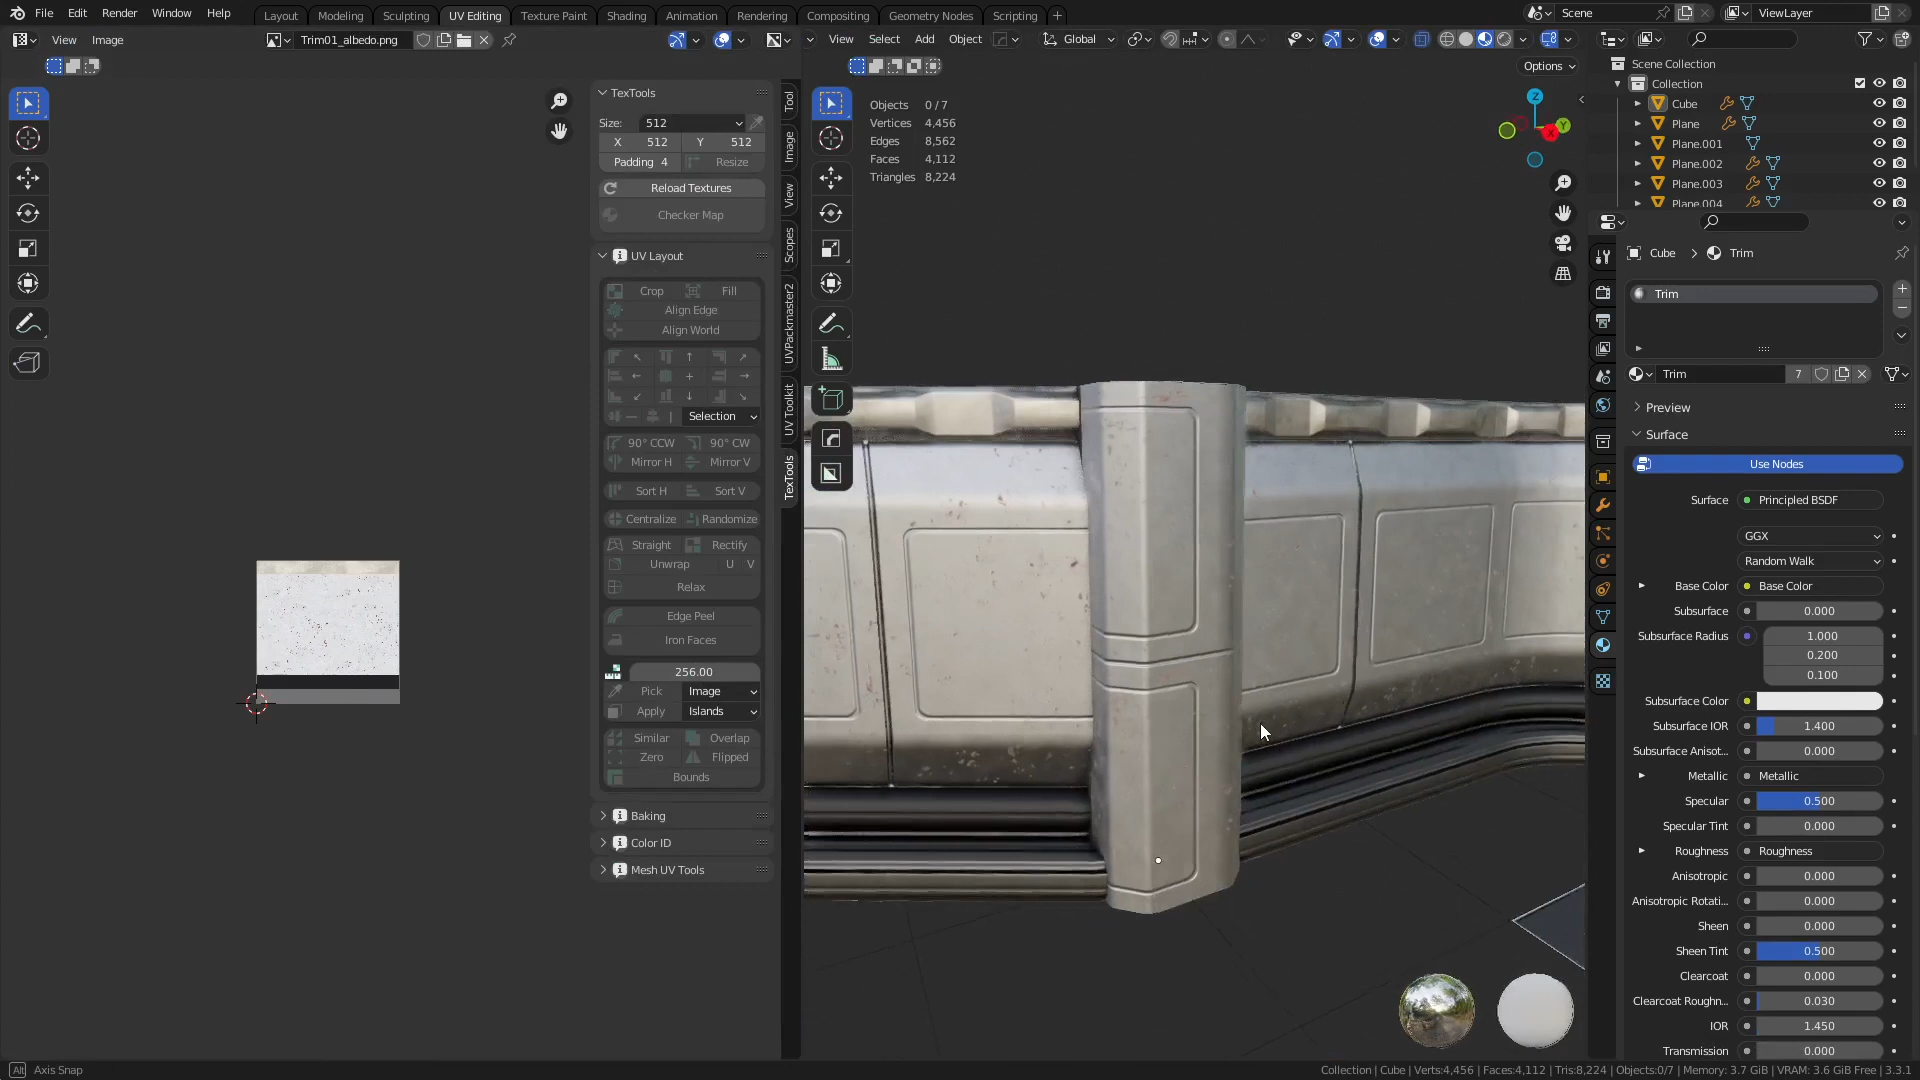 File Edit Render Window Help Layout Modeling Sculpting UV Editing Texture Paint Shading Animation Rendering Compositing Geometry Nodes Scripting + Scene ViewLayer
View Image Trim01_albedo.png View Select Add Object Global
Options
TexTools
Size: 512
X 512 Y 512
Padding 4 Resize
Reload Textures
Checker Map
UV Layout
Crop Fill
Align Edge
Align World
Selection
90° CCW 90° CW
Mirror H Mirror V
Sort H Sort V
Centralize Randomize
Straight Rectify
Unwrap U V
Relax
Edge Peel
Iron Faces
256.00
Pick Image
Apply Islands
Similar Overlap
Zero Flipped
Bounds
Baking
Color ID
Mesh UV Tools
Tool
Image
View
Scopes
UVPackmaster2
UV Toolkit
TexTools
Objects 0 / 7
Vertices 4,456
Edges 8,562
Faces 4,112
Triangles 8,224
Z
Y
X
Scene Collection
Collection
Cube
Plane
Plane.001
Plane.002
Plane.003
Plane.004
Cube > Trim
Trim
Trim 7
Preview
Surface
Use Nodes
Surface Principled BSDF
GGX
Random Walk
Base Color Base Color
Subsurface 0.000
Subsurface Radius 1.000
0.200
0.100
Subsurface Color
Subsurface IOR 1.400
Subsurface Anisot... 0.000
Metallic Metallic
Specular 0.500
Specular Tint 0.000
Roughness Roughness
Anisotropic 0.000
Anisotropic Rotati... 0.000
Sheen 0.000
Sheen Tint 0.500
Clearcoat 0.000
Clearcoat Roughn... 0.030
IOR 1.450
Transmission 0.000
Alt Axis Snap
Collection | Cube | Verts:4,456 | Faces:4,112 | Tris:8,224 | Objects:0/7 | Memory: 3.7 GiB | VRAM: 3.6 GiB Free | 3.3.1